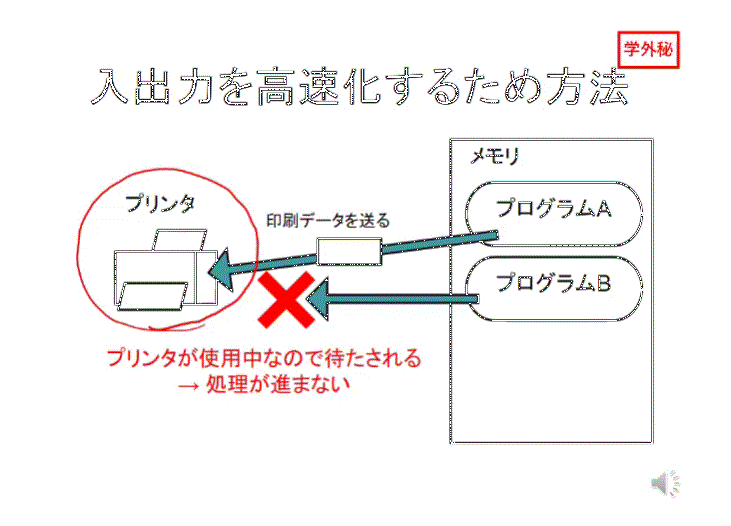 学外秘
入出力を高速化するため方法
メモリ
プリンタ
プログラムA
印刷データを送る
プログラムB
プリンタが使用中なので待たされる
→ 処理が進まない